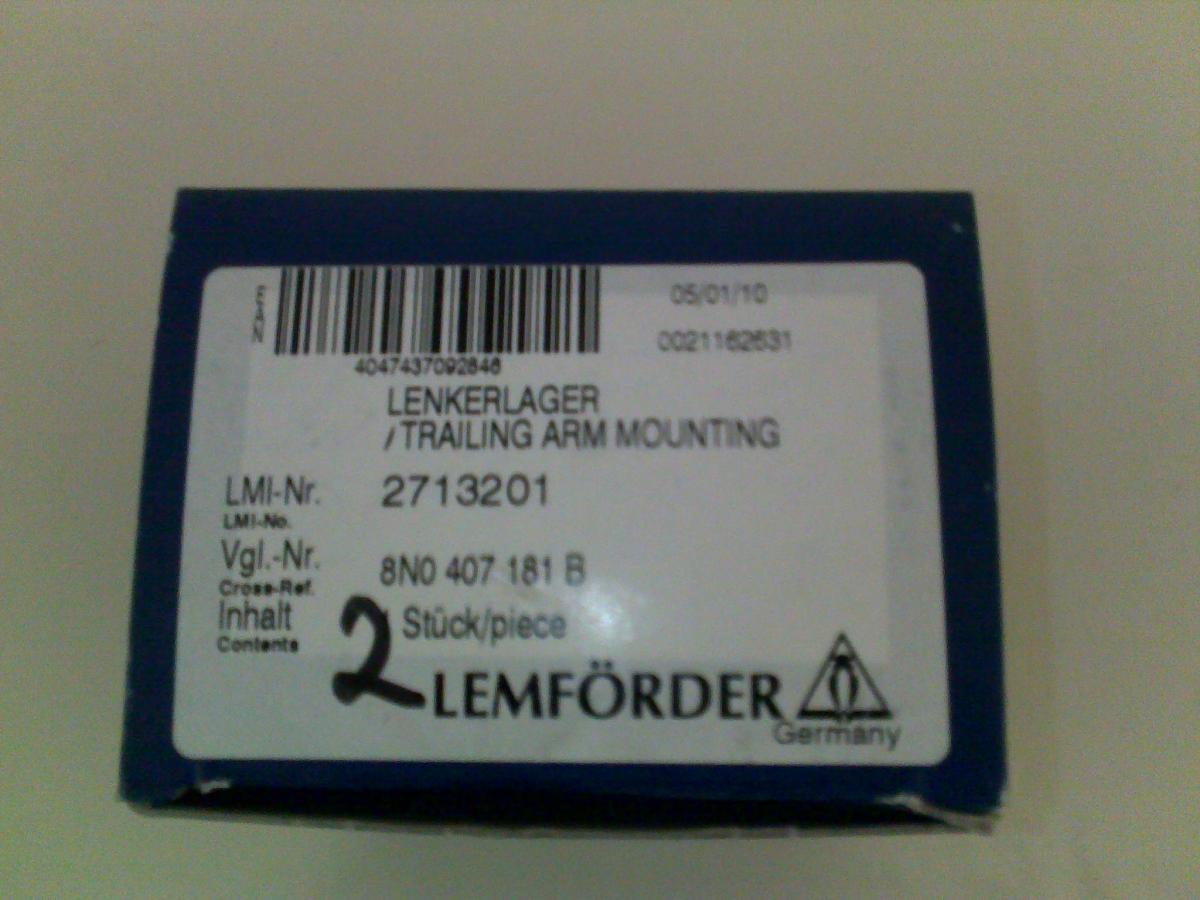 EAN
05/01/10
0021162631
4047437092846
LENKERLAGER
/TRAILING ARM MOUNTING
LMI-Nr. 2713201
LMI-No.
Vgl.-Nr. 8N0 407 181 B
Cross-Ref.
Inhalt 2 Stück/piece
Contents
LEMFÖRDER
Germany